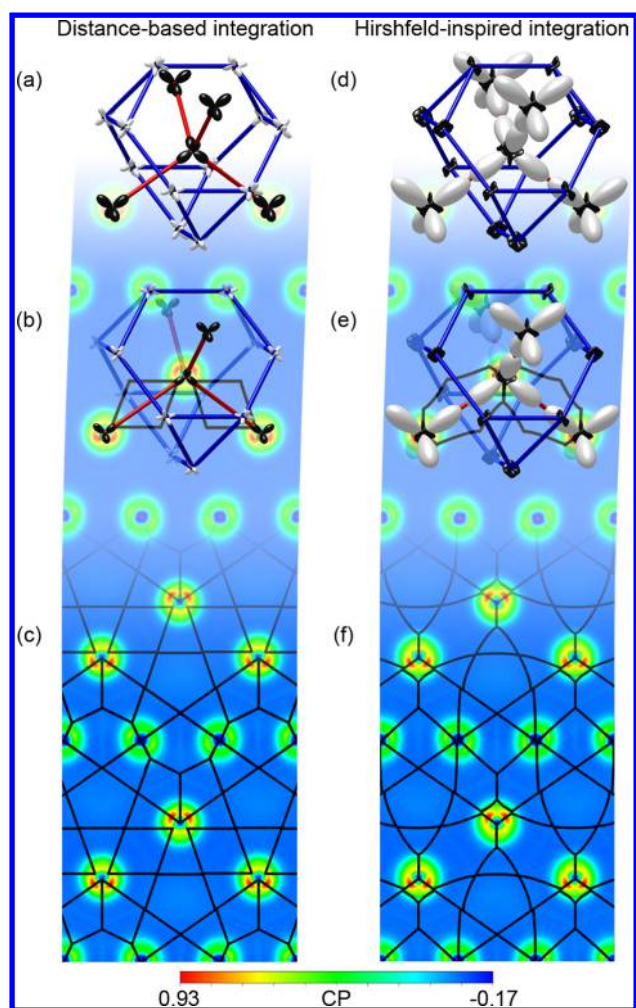 Distance-based integration Hirshfeld-inspired integration
(a) (d)
(b) (e)
(c) (f)
0.93 CP -0.17